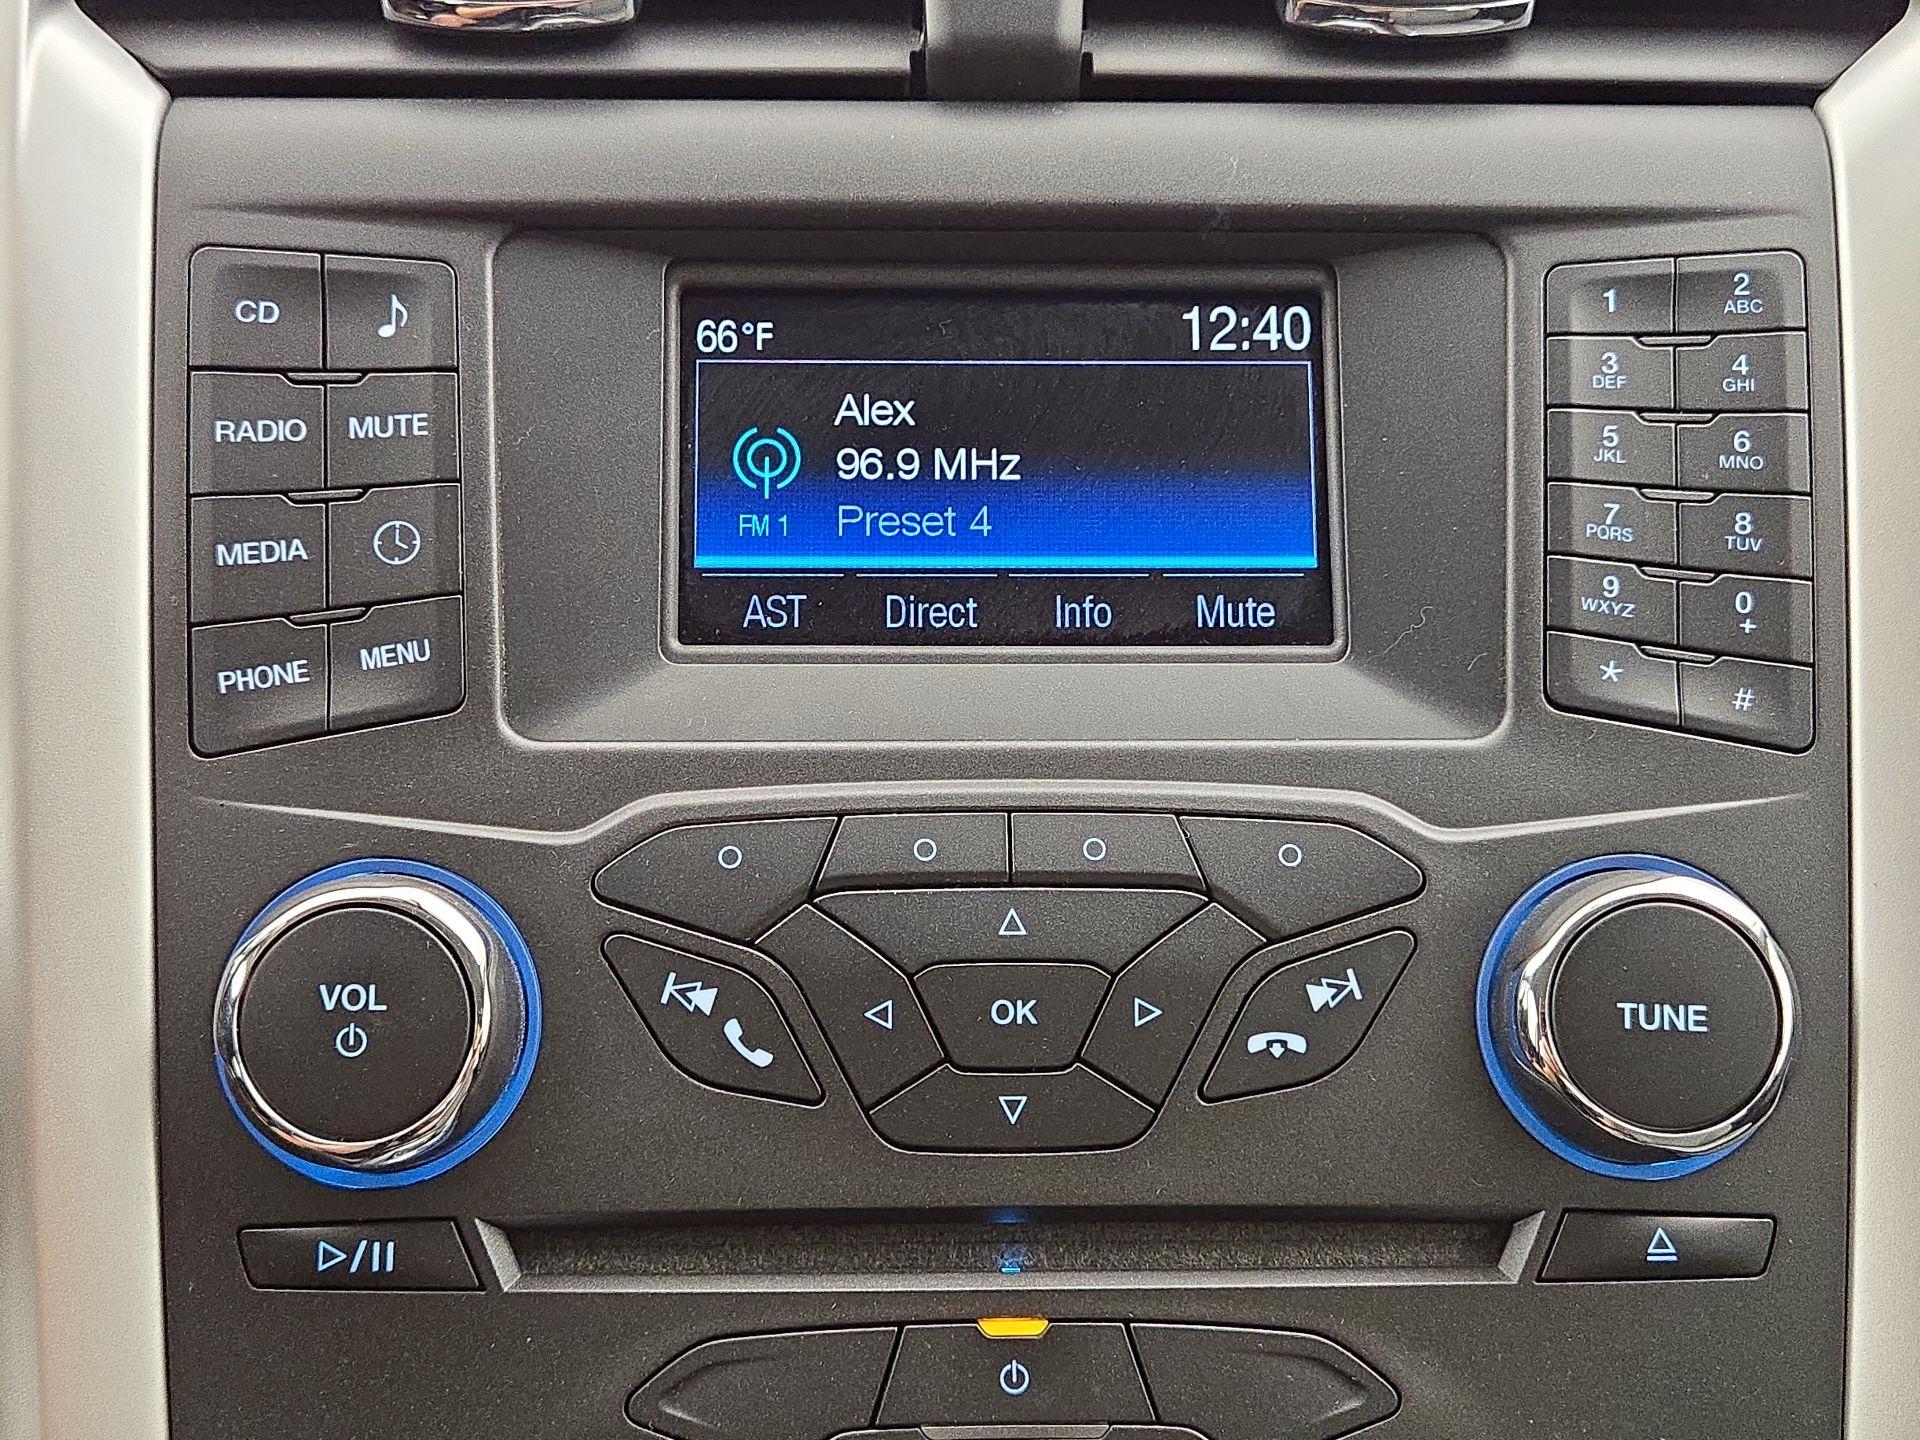 66°F 12:40
Alex
96.9 MHz
FM 1 Preset 4
AST Direct Info Mute
CD
RADIO MUTE
MEDIA
PHONE MENU
1 2 ABC
3 DEF 4 GHI
5 JKL 6 MNO
7 PQRS 8 TUV
9 WXYZ 0 +
* #
VOL
OK
TUNE